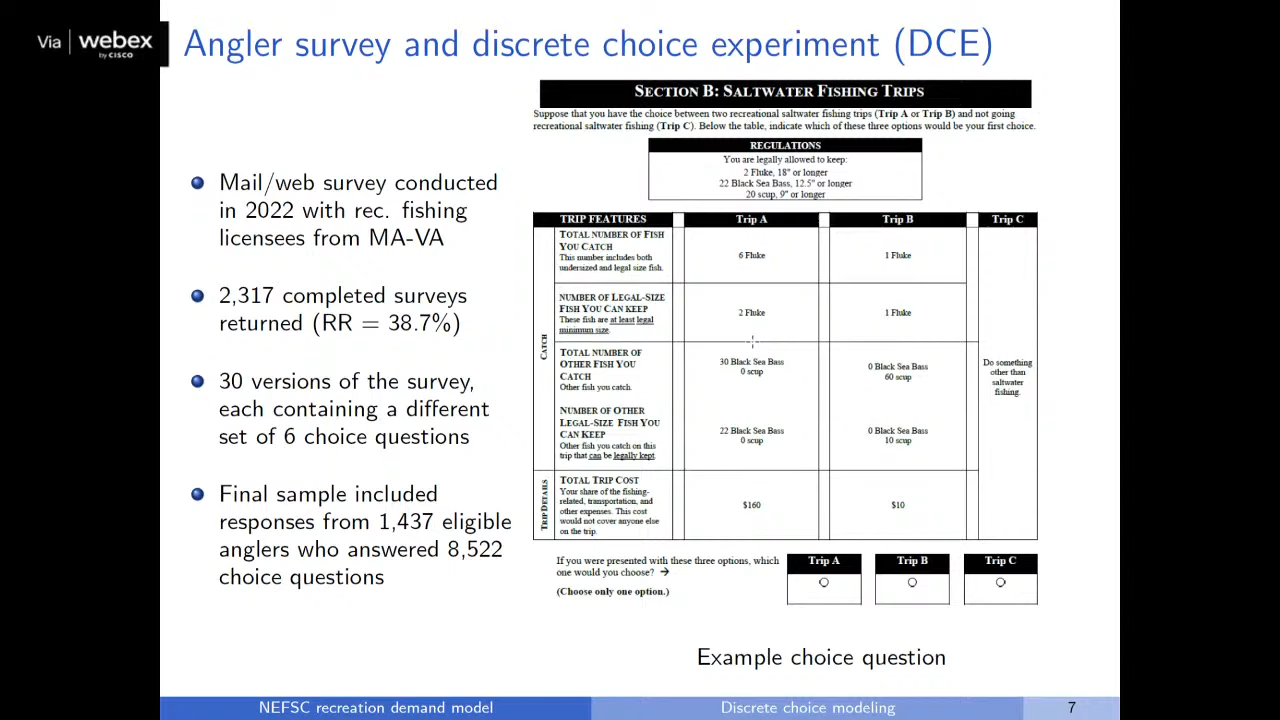 Via webex
by CISCO
Angler survey and discrete choice experiment (DCE)
Mail/web survey conducted
in 2022 with rec. fishing
licensees from MA-VA
2,317 completed surveys
returned (RR = 38.7%)
30 versions of the survey,
each containing a different
set of 6 choice questions
Final sample included
responses from 1,437 eligible
anglers who answered 8,522
choice questions
SECTION B: SALTWATER FISHING TRIPS
Suppose that you have the choice between two recreational saltwater fishing trips (Trip A or Trip B) and not going
recreational saltwater fishing (Trip C). Below the table, indicate which of these three options would be your first choice.
REGULATIONS
You are legally allowed to keep:
2 Fluke, 18" or longer
22 Black Sea Bass, 12.5" or longer
20 scup, 9" or longer
TRIP FEATURES Trip A Trip B Trip C
CATCH
TOTAL NUMBER OF FISH
YOU CATCH
This number includes both
undersized and legal size fish.
6 Fluke
1 Fluke
NUMBER OF LEGAL-SIZE
FISH YOU CAN KEEP
These fish are at least legal
minimum size.
2 Fluke
1 Fluke
TOTAL NUMBER OF
OTHER FISH YOU
CATCH
Other fish you catch.
30 Black Sea Bass
0 scup
0 Black Sea Bass
60 scup
NUMBER OF OTHER
LEGAL-SIZE FISH YOU
CAN KEEP
Other fish you catch on this
trip that can be legally kept.
22 Black Sea Bass
0 scup
0 Black Sea Bass
10 scup
Do something
other than
saltwater
fishing.
TRIP DETAILS
TOTAL TRIP COST
Your share of the fishing-
related, transportation, and
other expenses. This cost
would not cover anyone else
on the trip.
$160
$10
If you were presented with these three options, which
one would you choose? →
(Choose only one option.)
Trip A Trip B Trip C
Example choice question
NEFSC recreation demand model Discrete choice modeling 7